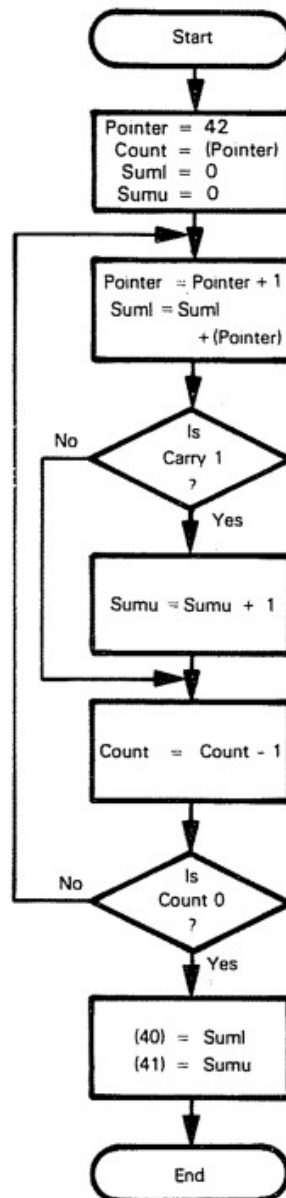 Start
Pointer = 42
Count = (Pointer)
Suml = 0
Sumu = 0
Pointer = Pointer + 1
Suml = Suml
+ (Pointer)
Is
Carry 1
?
No
Yes
Sumu = Sumu + 1
Count = Count - 1
Is
Count 0
?
No
Yes
(40) = Suml
(41) = Sumu
End